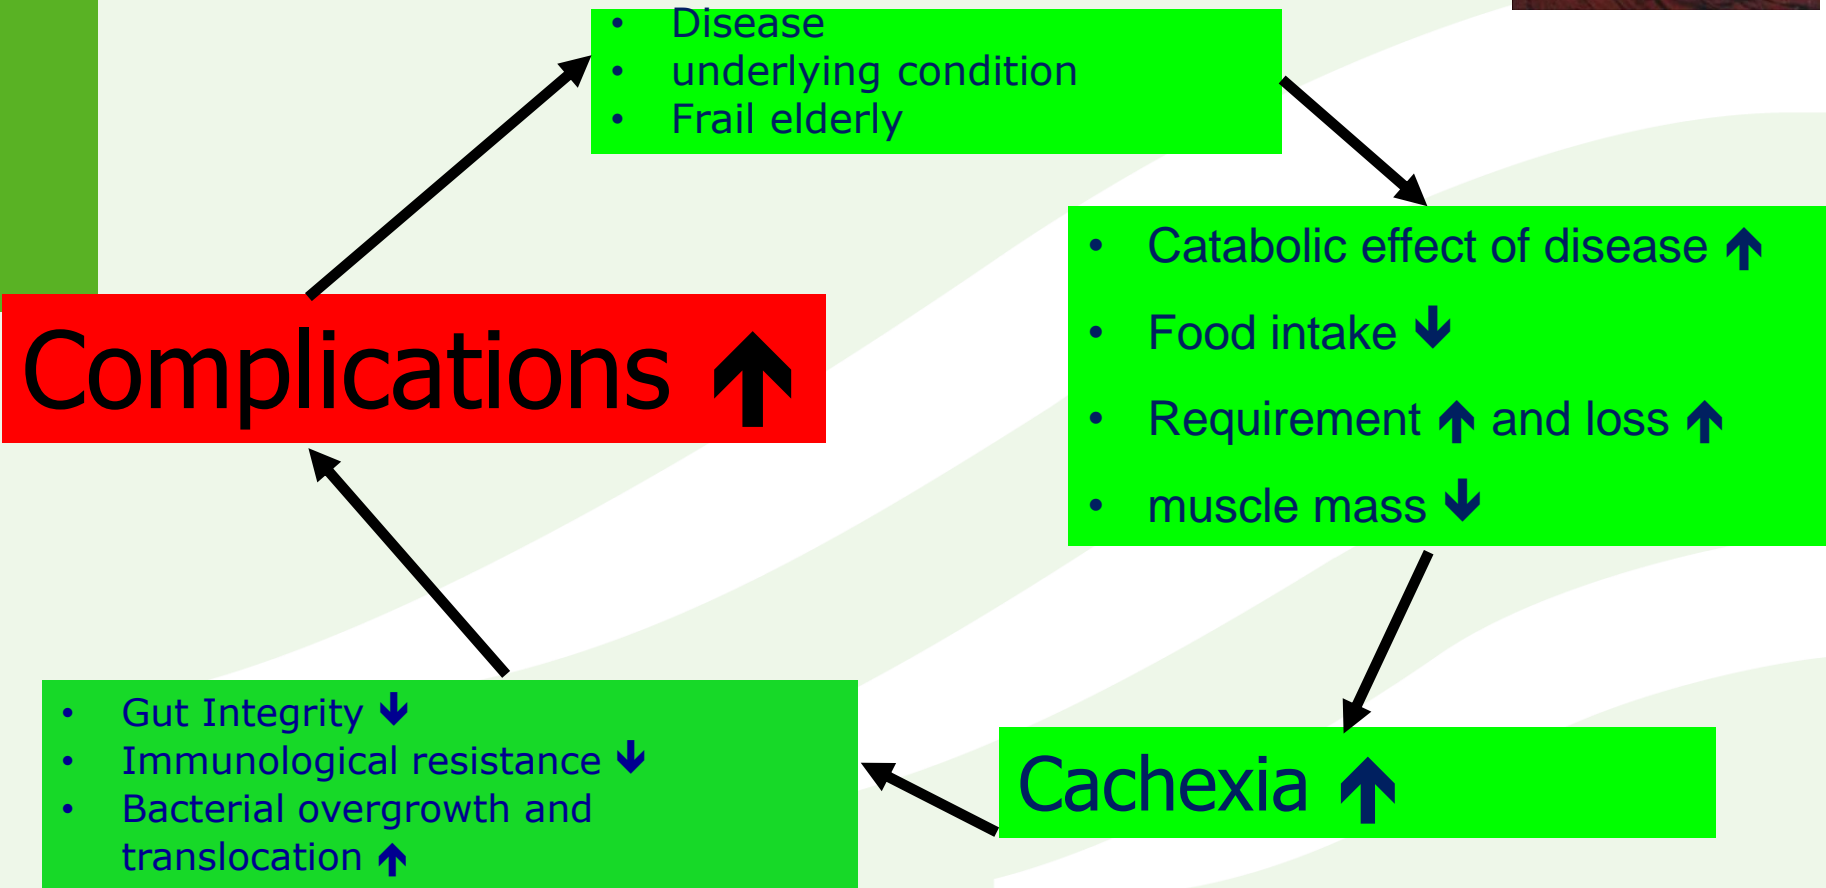 • Disease
• underlying condition
• Frail elderly
• Catabolic effect of disease ↑
• Food intake ↓
• Requirement ↑ and loss ↑
• muscle mass ↓
Complications ↑
• Gut Integrity ↓
• Immunological resistance ↓
• Bacterial overgrowth and
translocation ↑
Cachexia ↑